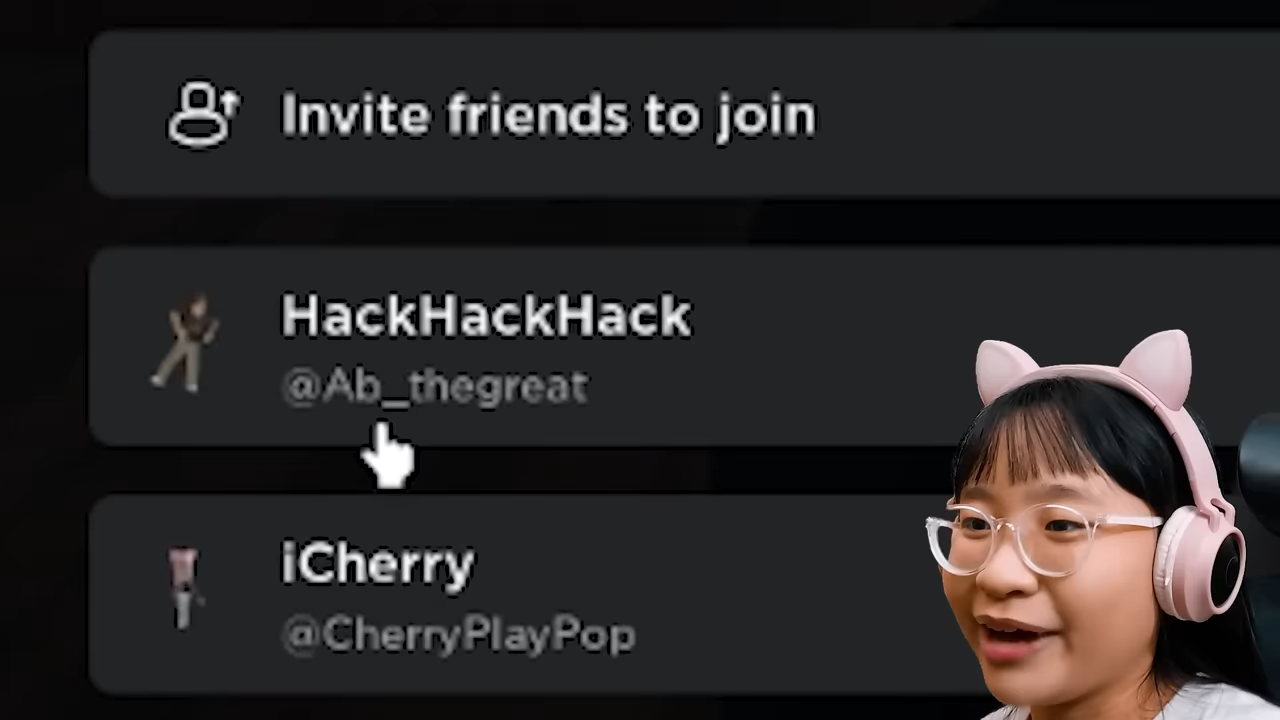 Invite friends to join
HackHackHack
@Ab_thegreat
iCherry
@CherryPlayPop